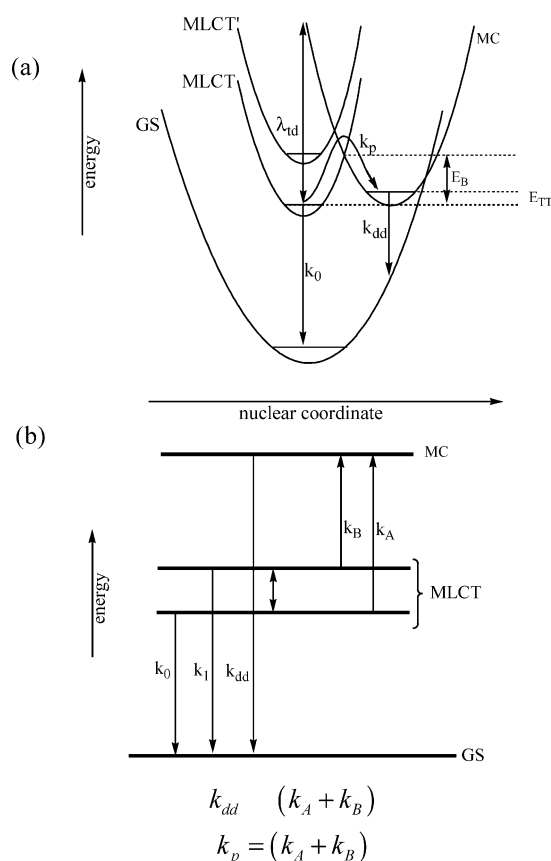 (a)
energy
GS
MLCT'
MLCT
MC
λtd
kp
EB
ETT
kdd
k0
nuclear coordinate
(b)
energy
MC
kB
kA
MLCT
k0
k1
kdd
GS
kdd (kA + kB)
kp = (kA + kB)